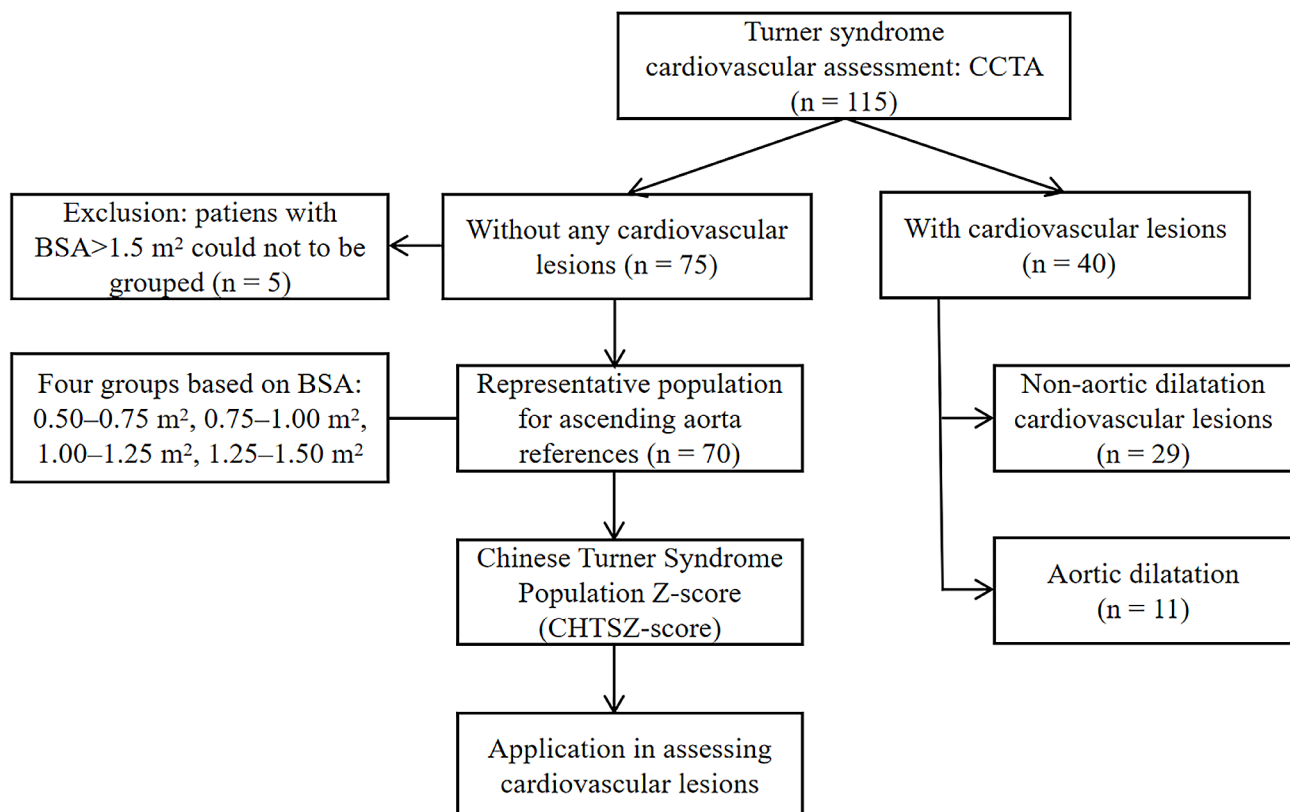 Turner syndrome
cardiovascular assessment: CCTA
(n = 115)
Exclusion: patiens with
BSA>1.5 m² could not to be
grouped (n = 5)
Without any cardiovascular
lesions (n = 75)
With cardiovascular lesions
(n = 40)
Four groups based on BSA:
0.50–0.75 m², 0.75–1.00 m²,
1.00–1.25 m², 1.25–1.50 m²
Representative population
for ascending aorta
references (n = 70)
Non-aortic dilatation
cardiovascular lesions
(n = 29)
Chinese Turner Syndrome
Population Z-score
(CHTSZ-score)
Aortic dilatation
(n = 11)
Application in assessing
cardiovascular lesions